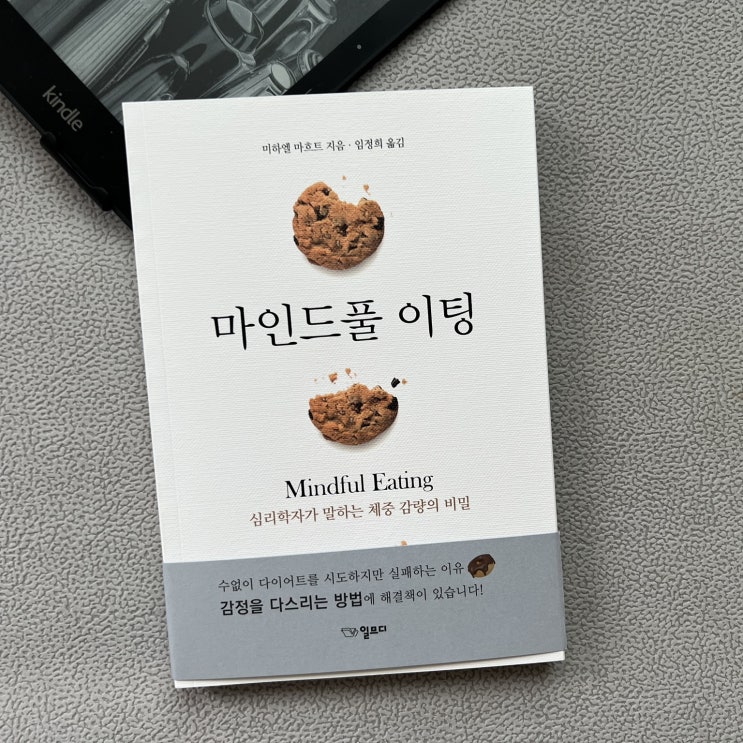 kindle
미하엘 마흐트 지음 · 임정희 옮김
마인드풀 이팅
Mindful Eating
심리학자가 말하는 체중 감량의 비밀
수없이 다이어트를 시도하지만 실패하는 이유
감정을 다스리는 방법에 해결책이 있습니다!
일므디